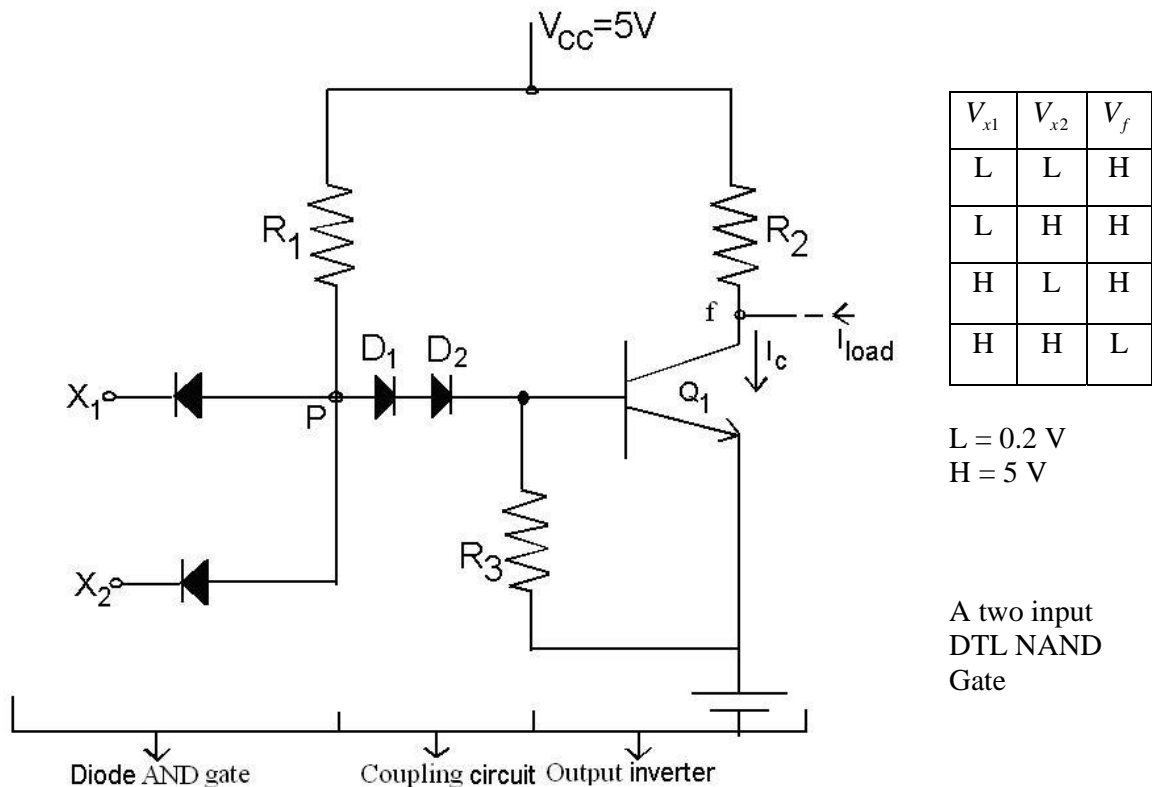 V_CC=5V
R_1
R_2
f
I_load
I_c
D_1 D_2
X_1
P
Q_1
R_3
X_2
Diode AND gate
Coupling circuit
Output inverter
V_x1 V_x2 V_f
L L H
L H H
H L H
H H L
L = 0.2 V
H = 5 V
A two input
DTL NAND
Gate